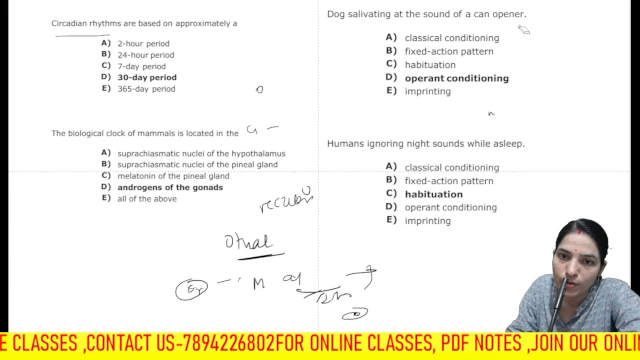 Circadian rhythms are based on approximately a
A) 2-hour period
B) 24-hour period
C) 7-day period
D) 30-day period
E) 365-day period
The biological clock of mammals is located in the
A) suprachiasmatic nuclei of the hypothalamus
B) suprachiasmatic nuclei of the pineal gland
C) melatonin of the pineal gland
D) androgens of the gonads
E) all of the above
Dog salivating at the sound of a can opener.
A) classical conditioning
B) fixed-action pattern
C) habituation
D) operant conditioning
E) imprinting
Humans ignoring night sounds while asleep.
A) classical conditioning
B) fixed-action pattern
C) habituation
D) operant conditioning
E) imprinting
E CLASSES ,CONTACT US-7894226802FOR ONLINE CLASSES, PDF NOTES ,JOIN OUR ONLI